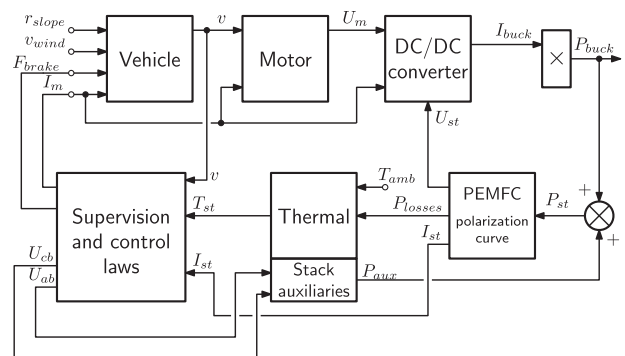 r_slope
v
U_m
I_buck
P_buck
v_wind
Vehicle
Motor
DC/DC
converter
×
F_brake
I_m
U_st
v
T_amb
PEMFC
polarization
curve
P_st
+
+
Supervision
and control
laws
T_st
Thermal
P_losses
I_st
U_cb
U_ab
I_st
Stack
auxiliaries
P_aux